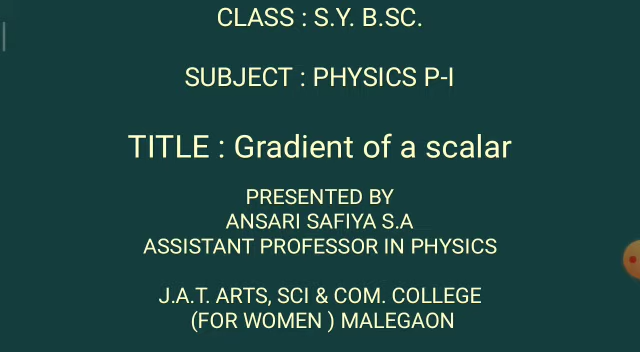 CLASS : S.Y. B.SC.
SUBJECT : PHYSICS P-I
TITLE : Gradient of a scalar
PRESENTED BY
ANSARI SAFIYA S.A
ASSISTANT PROFESSOR IN PHYSICS
J.A.T. ARTS, SCI & COM. COLLEGE
(FOR WOMEN ) MALEGAON